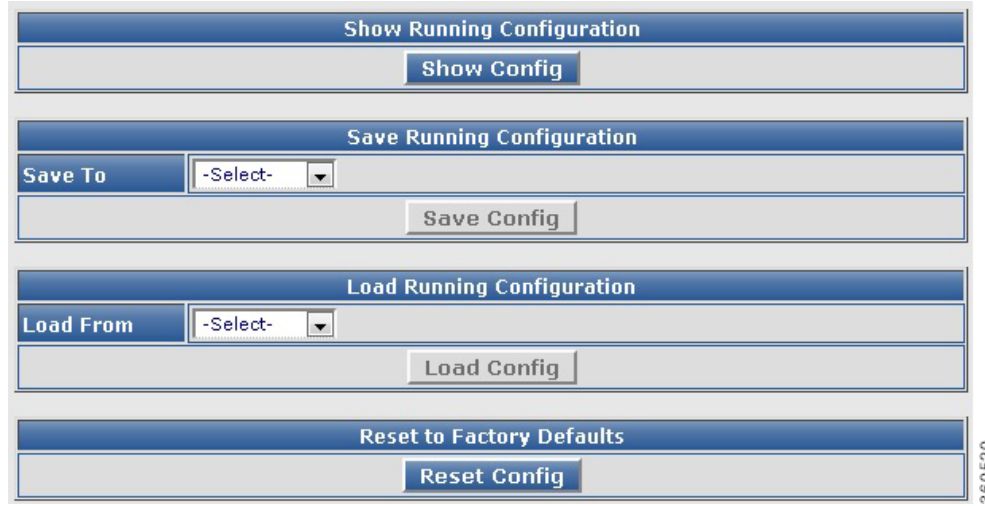 Show Running Configuration
Show Config
Save Running Configuration
Save To
-Select-
Save Config
Load Running Configuration
Load From
-Select-
Load Config
Reset to Factory Defaults
Reset Config